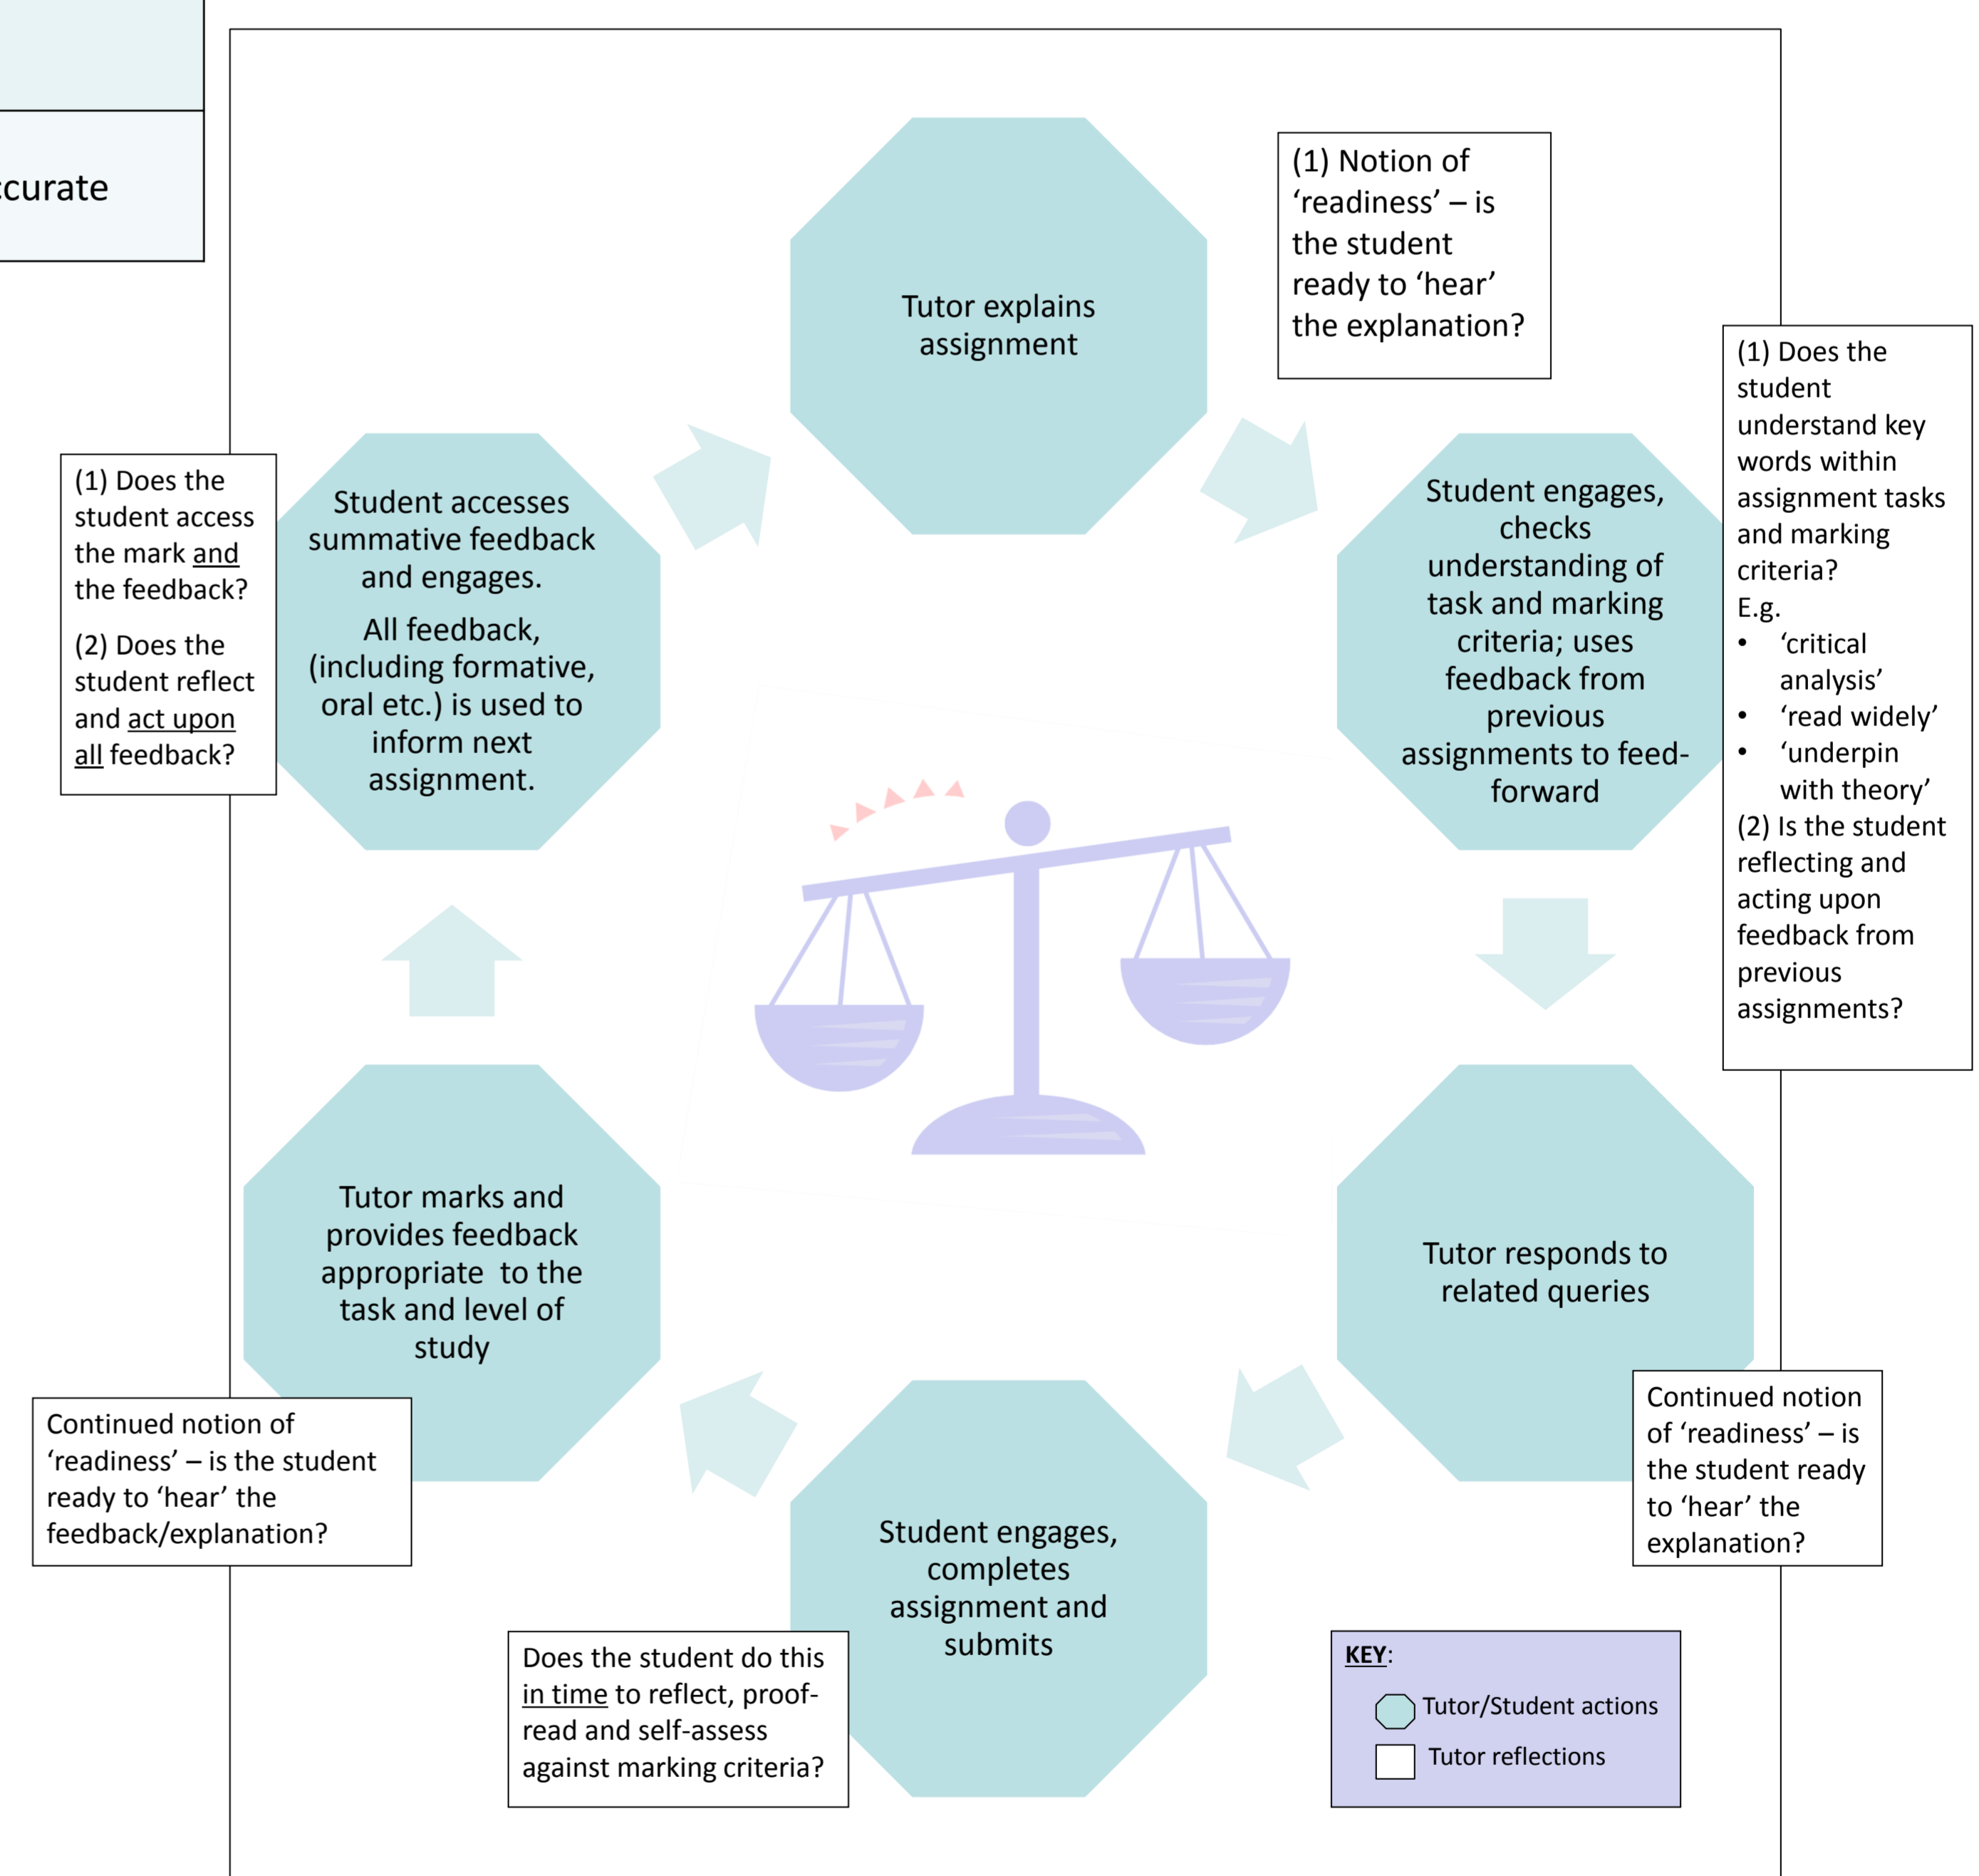 ccurate
Tutor explains
assignment
(1) Notion of
‘readiness’ – is
the student
ready to ‘hear’
the explanation?
Student engages,
checks
understanding of
task and marking
criteria; uses
feedback from
previous
assignments to feed-
forward
(1) Does the
student
understand key
words within
assignment tasks
and marking
criteria?
E.g.
• ‘critical
analysis’
• ‘read widely’
• ‘underpin
with theory’
(2) Is the student
reflecting and
acting upon
feedback from
previous
assignments?
Tutor responds to
related queries
Continued notion
of ‘readiness’ – is
the student ready
to ‘hear’ the
explanation?
Student engages,
completes
assignment and
submits
Does the student do this
in time to reflect, proof-
read and self-assess
against marking criteria?
Tutor marks and
provides feedback
appropriate to the
task and level of
study
Continued notion of
‘readiness’ – is the student
ready to ‘hear’ the
feedback/explanation?
Student accesses
summative feedback
and engages.
All feedback,
(including formative,
oral etc.) is used to
inform next
assignment.
(1) Does the
student access
the mark and
the feedback?
(2) Does the
student reflect
and act upon
all feedback?
KEY:
Tutor/Student actions
Tutor reflections